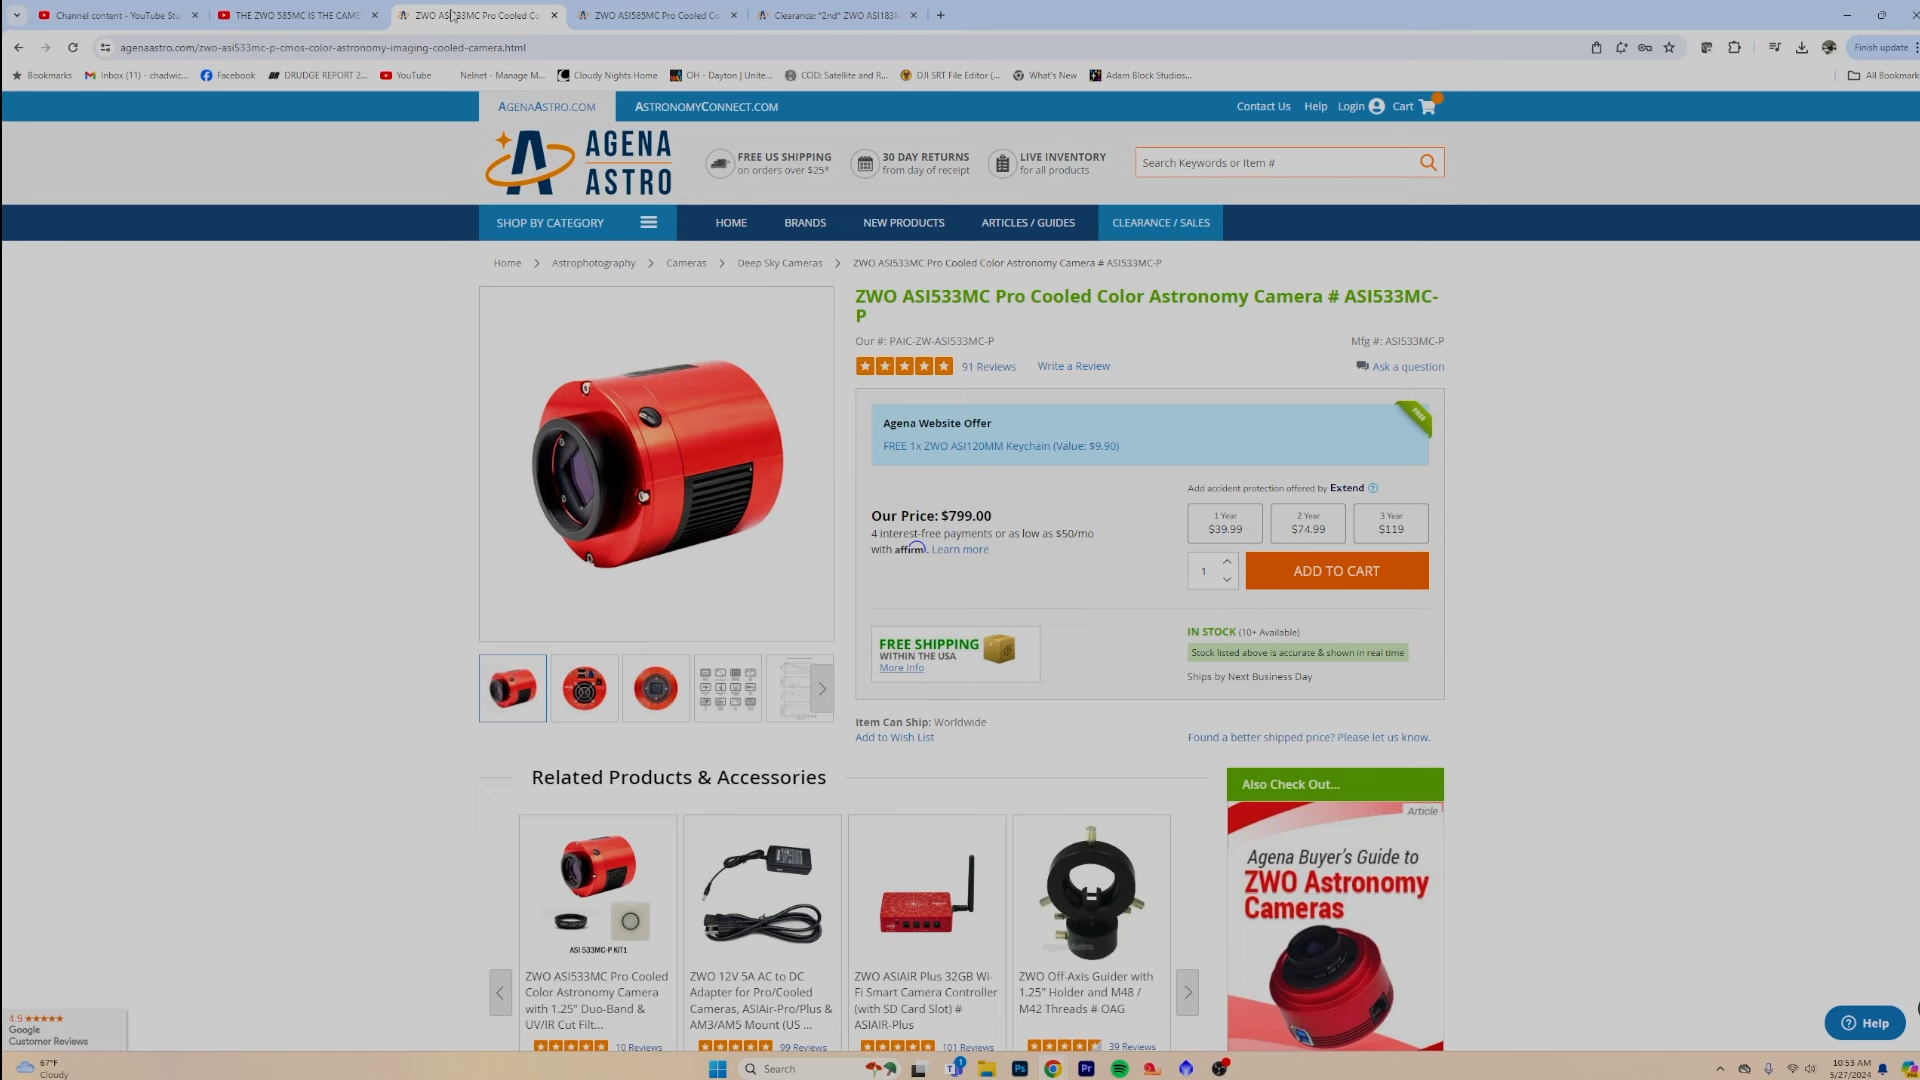 Channel content - YouTube Stu
THE ZWO 585MC IS THE CAME
ZWO ASI533MC Pro Cooled Co
ZWO ASI585MC Pro Cooled Co
Clearance: *2nd* ZWO ASI183M
agenaastro.com/zwo-asi533mc-p-cmos-color-astronomy-imaging-cooled-camera.html
Finish update
Bookmarks
Inbox (11) - chadwic...
Facebook
DRUDGE REPORT 2...
YouTube
Nelnet - Manage M...
Cloudy Nights Home
OH - Dayton | Unite...
COD: Satellite and R...
DJI SRT File Editor (...
What's New
Adam Block Studios...
All Bookmark
AGENAASTRO.COM
ASTRONOMYCONNECT.COM
Contact Us
Help
Login
Cart
AGENA
ASTRO
FREE US SHIPPING
on orders over $25*
30 DAY RETURNS
from day of receipt
LIVE INVENTORY
for all products
Search Keywords or Item #
SHOP BY CATEGORY
HOME
BRANDS
NEW PRODUCTS
ARTICLES / GUIDES
CLEARANCE / SALES
Home > Astrophotography > Cameras > Deep Sky Cameras > ZWO ASI533MC Pro Cooled Color Astronomy Camera # ASI533MC-P
ZWO ASI533MC Pro Cooled Color Astronomy Camera # ASI533MC-
P
Our #: PAIC-ZW-ASI533MC-P
Mfg #: ASI533MC-P
91 Reviews
Write a Review
Ask a question
FREE
Agena Website Offer
FREE 1x ZWO ASI120MM Keychain (Value: $9.90)
Add accident protection offered by Extend
1 Year
$39.99
2 Year
$74.99
3 Year
$119
Our Price: $799.00
4 interest-free payments or as low as $50/mo
with affirm. Learn more
1
ADD TO CART
FREE SHIPPING
WITHIN THE USA
More Info
IN STOCK (10+ Available)
Stock listed above is accurate & shown in real time
Ships by Next Business Day
Item Can Ship: Worldwide
Add to Wish List
Found a better shipped price? Please let us know.
Related Products & Accessories
ASI 533MC-P KIT1
ZWO ASI533MC Pro Cooled
Color Astronomy Camera
with 1.25" Duo-Band &
UV/IR Cut Filt...
10 Reviews
ZWO 12V 5A AC to DC
Adapter for Pro/Cooled
Cameras, ASIAir-Pro/Plus &
AM3/AM5 Mount (US ...
99 Reviews
ZWO ASIAIR Plus 32GB Wi-
Fi Smart Camera Controller
(with SD Card Slot) #
ASIAIR-Plus
101 Reviews
AgenaAstro
ZWO Off-Axis Guider with
1.25" Holder and M48 /
M42 Threads # OAG
39 Reviews
Also Check Out...
Article
Agena Buyer's Guide to
ZWO Astronomy
Cameras
Help
4.9
Google
Customer Reviews
67°F
Cloudy
Search
10:53 AM
5/27/2024